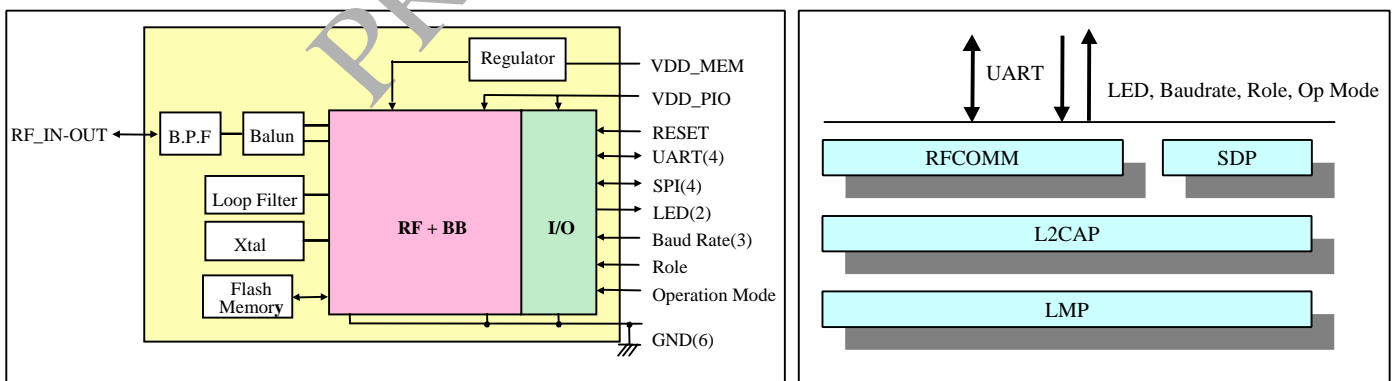 Regulator
VDD_MEM
VDD_PIO
RF_IN-OUT
B.P.F
Balun
RESET
UART(4)
SPI(4)
Loop Filter
LED(2)
RF + BB
I/O
Xtal
Baud Rate(3)
Role
Flash
Memory
Operation Mode
GND(6)
UART
LED, Baudrate, Role, Op Mode
RFCOMM
SDP
L2CAP
LMP